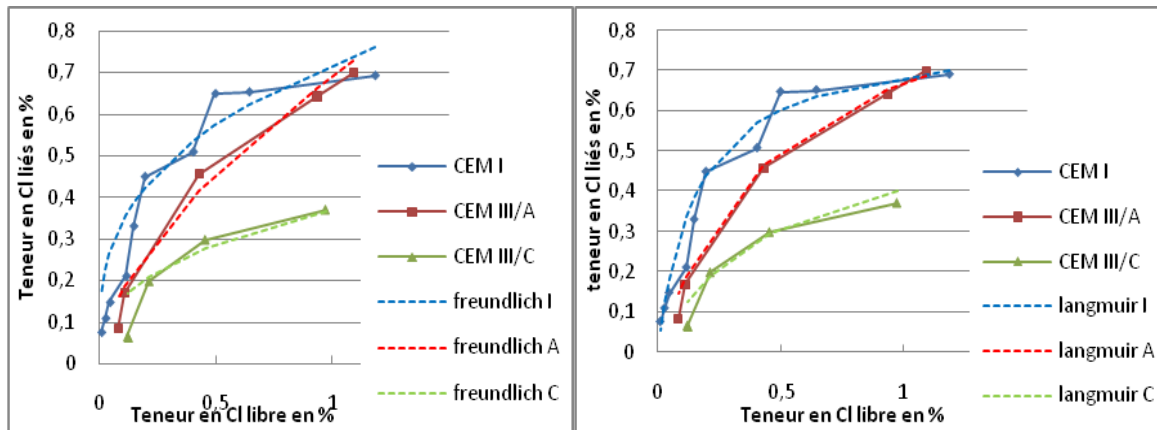 0,8
0,7
0,6
0,5
0,4
0,3
0,2
0,1
0
Teneur en Cl liés en %
0
0,5
1
Teneur en Cl libre en %
CEM I
CEM III/A
CEM III/C
freundlich I
freundlich A
freundlich C
0,8
0,7
0,6
0,5
0,4
0,3
0,2
0,1
0
teneur en Cl liés en %
0
0,5
1
Teneur en Cl libre en %
CEM I
CEM III/A
CEM III/C
langmuir I
langmuir A
langmuir C